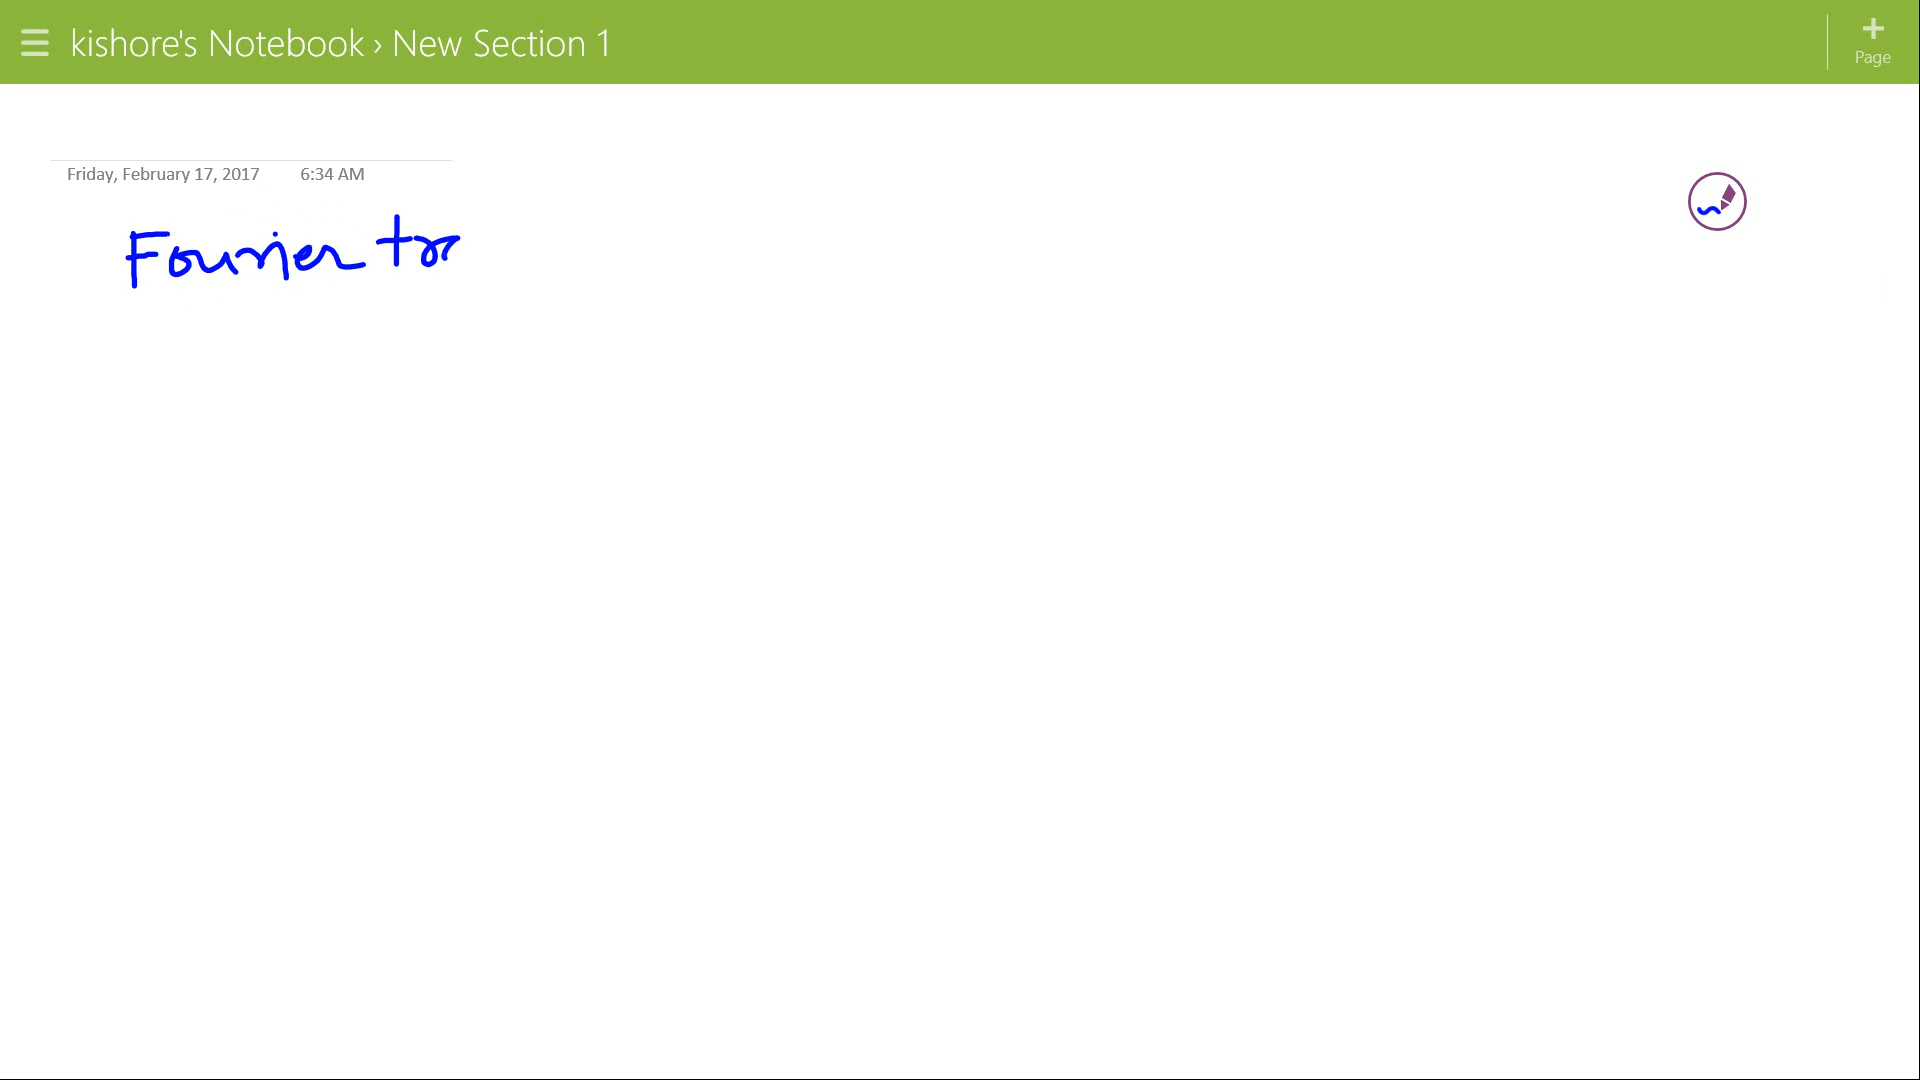 kishore's Notebook › New Section 1
Page
Friday, February 17, 2017 6:34 AM
Fourier tr